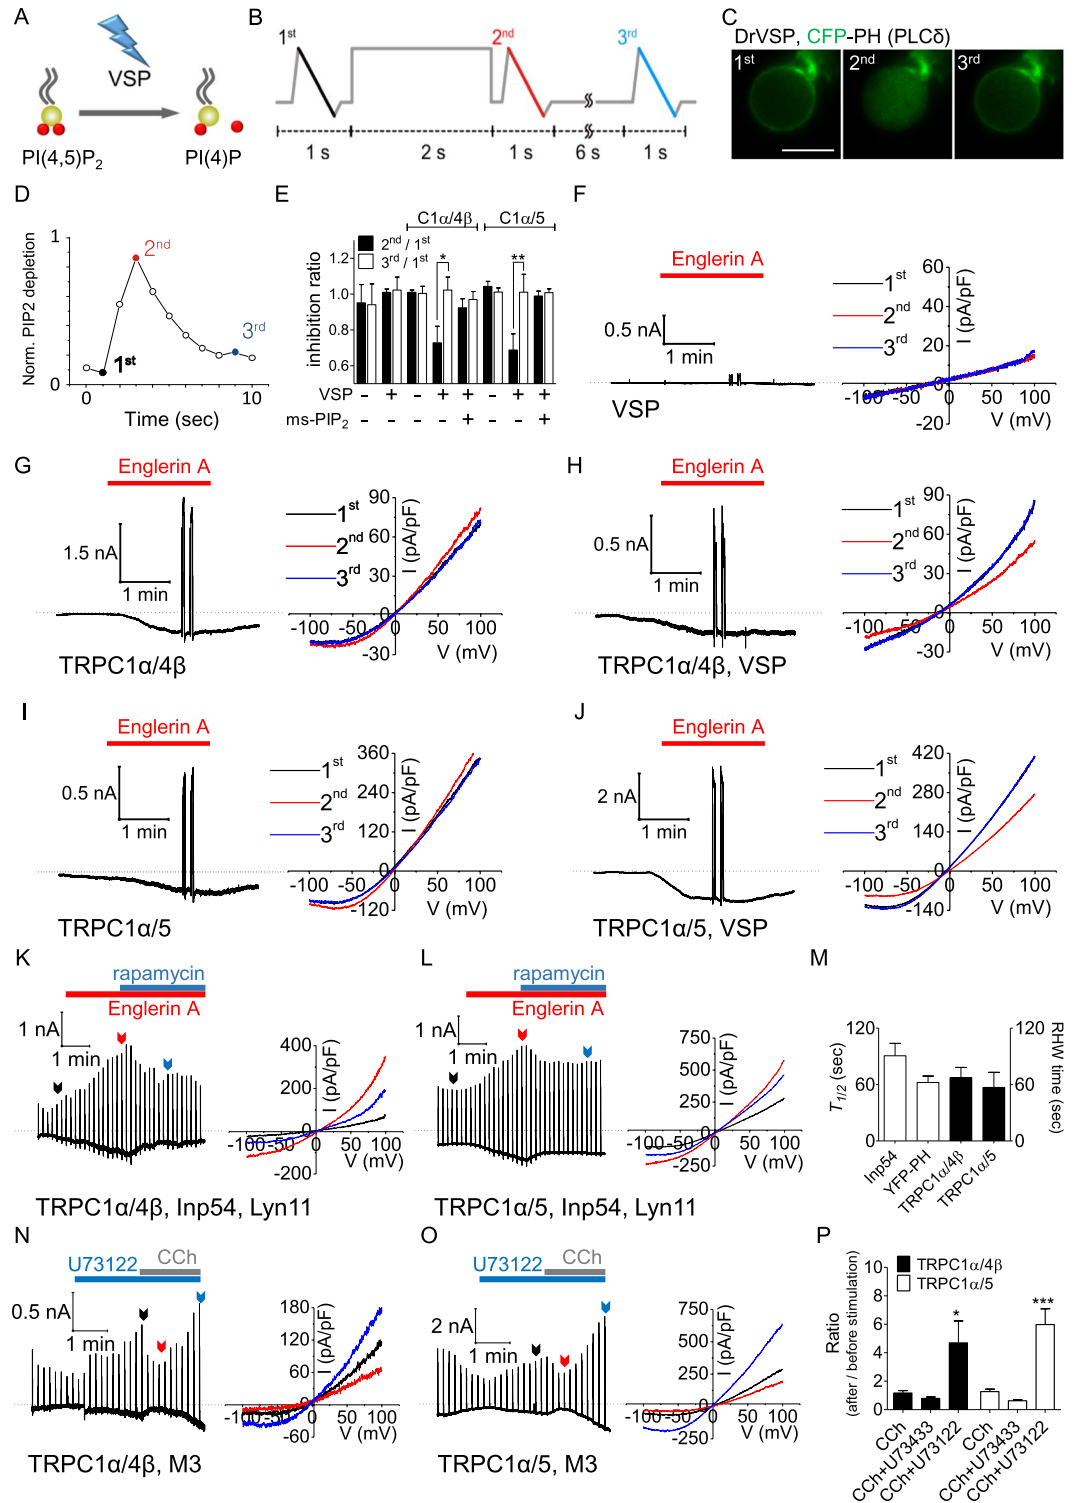 A
VSP
PI(4,5)P2
PI(4)P
B
1st
2nd
3rd
1 s
2 s
1 s
6 s
1 s
C
DrVSP, CFP-PH (PLCδ)
1st
2nd
3rd
D
Norm. PIP2 depletion
1
0
2nd
1st
3rd
0
10
Time (sec)
E
C1α/4β
C1α/5
2nd / 1st
3rd / 1st
*
**
inhibition ratio
1.2
1.0
0.8
0.6
VSP - + - + + - + +
ms-PIP2 - - - - + - - +
F
Englerin A
0.5 nA
1 min
VSP
1st
2nd
3rd
I (pA/pF)
60
40
20
-20
-100
-50
0
50
100
V (mV)
G
Englerin A
1.5 nA
1 min
TRPC1α/4β
1st
2nd
3rd
I (pA/pF)
90
60
30
0
-30
-100
-50
0
50
100
V (mV)
H
Englerin A
0.5 nA
1 min
TRPC1α/4β, VSP
1st
2nd
3rd
I (pA/pF)
90
60
30
0
-30
-100
-50
0
50
100
V (mV)
I
Englerin A
0.5 nA
1 min
TRPC1α/5
1st
2nd
3rd
I (pA/pF)
360
240
120
0
-120
-100
-50
0
50
100
V (mV)
J
Englerin A
2 nA
1 min
TRPC1α/5, VSP
1st
2nd
3rd
I (pA/pF)
420
280
140
0
-140
-100
-50
0
50
100
V (mV)
K
rapamycin
Englerin A
1 nA
1 min
TRPC1α/4β, Inp54, Lyn11
I (pA/pF)
400
200
0
-200
-100
-50
0
50
100
V (mV)
L
rapamycin
Englerin A
1 nA
1 min
TRPC1α/5, Inp54, Lyn11
I (pA/pF)
750
500
250
0
-250
-100
-50
0
50
100
V (mV)
M
T1/2 (sec)
120
60
0
120
60
0
RHW time (sec)
Inp54
YFP-PH
TRPC1α/4β
TRPC1α/5
N
CCh
U73122
0.5 nA
1 min
TRPC1α/4β, M3
I (pA/pF)
180
120
60
0
-60
-100
-50
0
50
100
V (mV)
O
CCh
U73122
2 nA
1 min
TRPC1α/5, M3
I (pA/pF)
750
500
250
0
-250
-100
-50
0
50
100
V (mV)
P
TRPC1α/4β
TRPC1α/5
Ratio
(after / before stimulation)
10
8
6
4
2
0
*
***
CCh
CCh+U73433
CCh+U73122
CCh
CCh+U73433
CCh+U73122